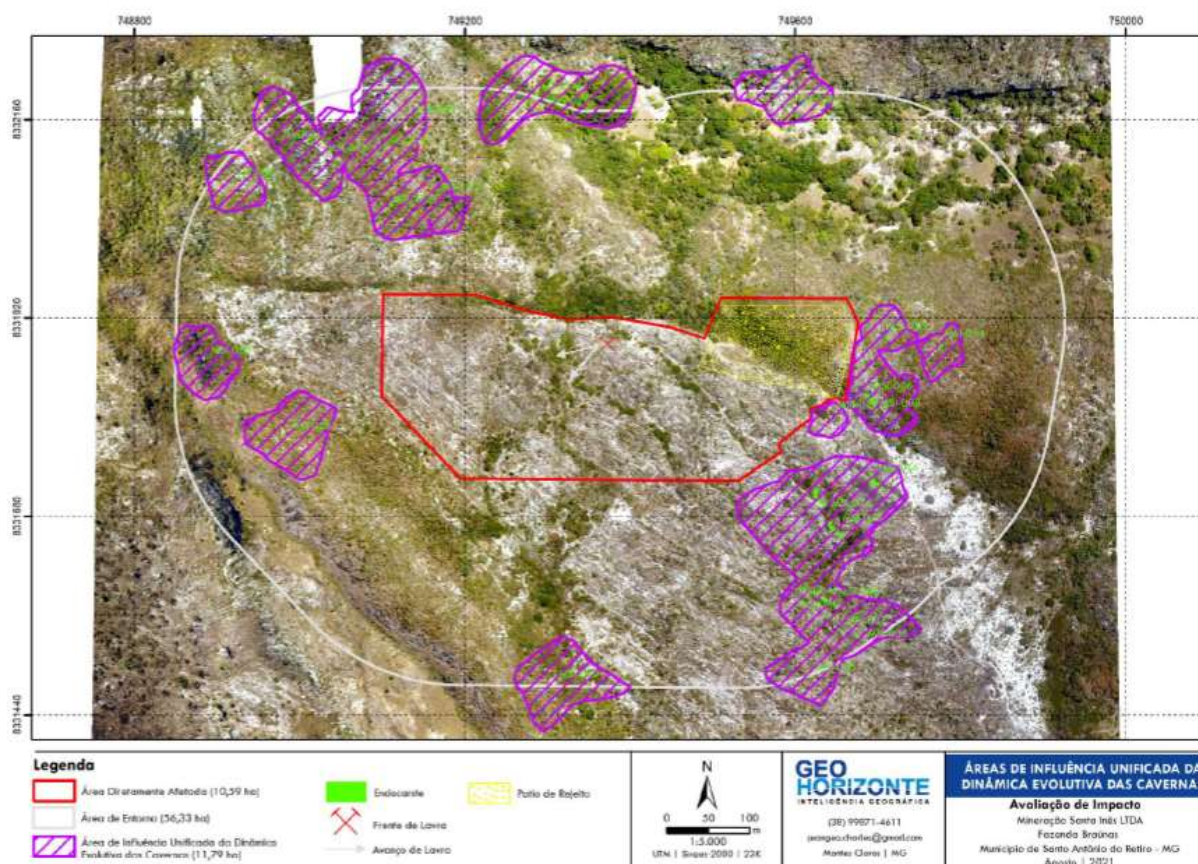 748800 749200 749600 750000
8332160
8331920
8331680
8331440
Legenda
Área Diretamente Afetada (10,59 ha)
Área de Entorno (56,33 ha)
Área de Influência Unificada da Dinâmica
Evolutiva das Cavernas (11,79 ha)
Endocarste
Frente de Lavra
Avanço de Lavra
Patio de Rejeito
N
0 50 100
m
1:5.000
UTM | Sirgas 2000 | 23K
GEO
HORIZONTE
INTELIGÊNCIA GEOGRÁFICA
(38) 99871-4611
Montes Claros | MG
ÁREAS DE INFLUÊNCIA UNIFICADA DA
DINÂMICA EVOLUTIVA DAS CAVERNA
Avaliação de Impacto
Mineração Santa Inês LTDA
Fazenda Braúnas
Município de Santo Antônio do Retiro - MG
Agosto | 2021